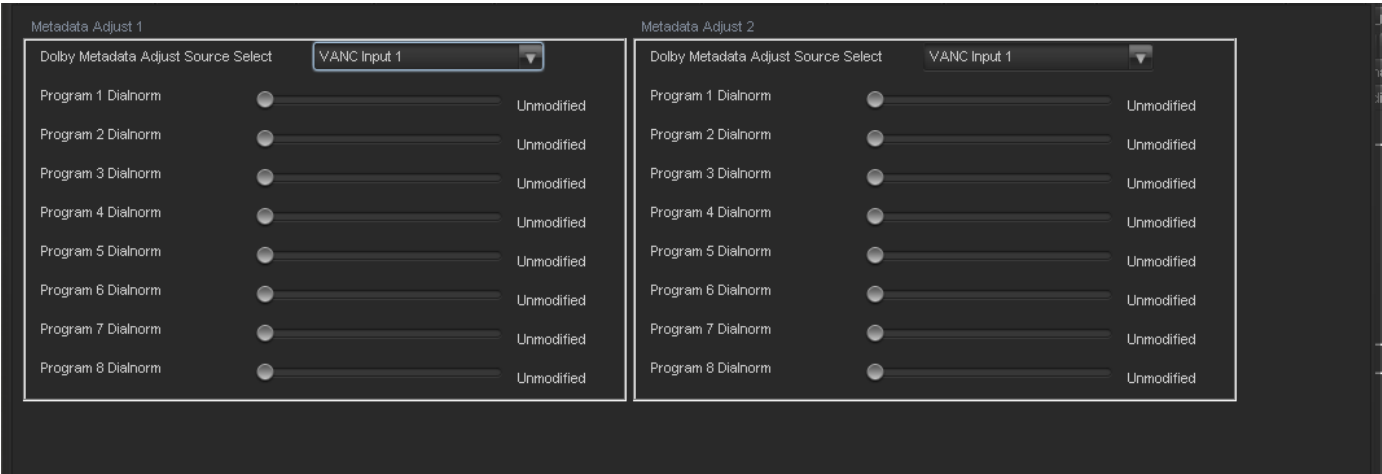 Metadata Adjust 1
Dolby Metadata Adjust Source Select VANC Input 1
Program 1 Dialnorm Unmodified
Program 2 Dialnorm Unmodified
Program 3 Dialnorm Unmodified
Program 4 Dialnorm Unmodified
Program 5 Dialnorm Unmodified
Program 6 Dialnorm Unmodified
Program 7 Dialnorm Unmodified
Program 8 Dialnorm Unmodified
Metadata Adjust 2
Dolby Metadata Adjust Source Select VANC Input 1
Program 1 Dialnorm Unmodified
Program 2 Dialnorm Unmodified
Program 3 Dialnorm Unmodified
Program 4 Dialnorm Unmodified
Program 5 Dialnorm Unmodified
Program 6 Dialnorm Unmodified
Program 7 Dialnorm Unmodified
Program 8 Dialnorm Unmodified